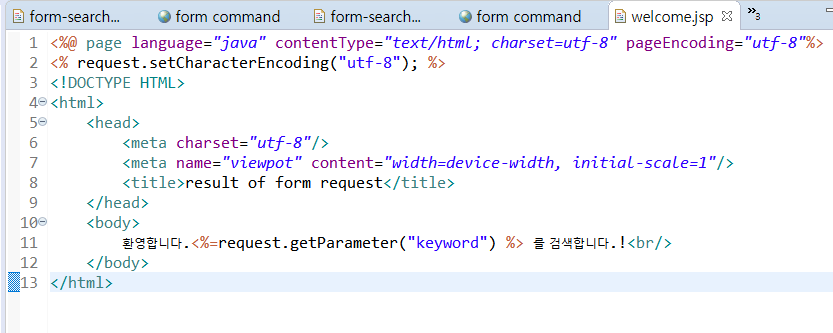 form-search...
form command
form-search...
form command
welcome.jsp
»3
1 <%@ page language="java" contentType="text/html; charset=utf-8" pageEncoding="utf-8"%>
2 <% request.setCharacterEncoding("utf-8"); %>
3 <!DOCTYPE HTML>
4 <html>
5 <head>
6 <meta charset="utf-8"/>
7 <meta name="viewpot" content="width=device-width, initial-scale=1"/>
8 <title>result of form request</title>
9 </head>
10 <body>
11 환영합니다.<%=request.getParameter("keyword") %> 를 검색합니다.!<br/>
12 </body>
13 </html>